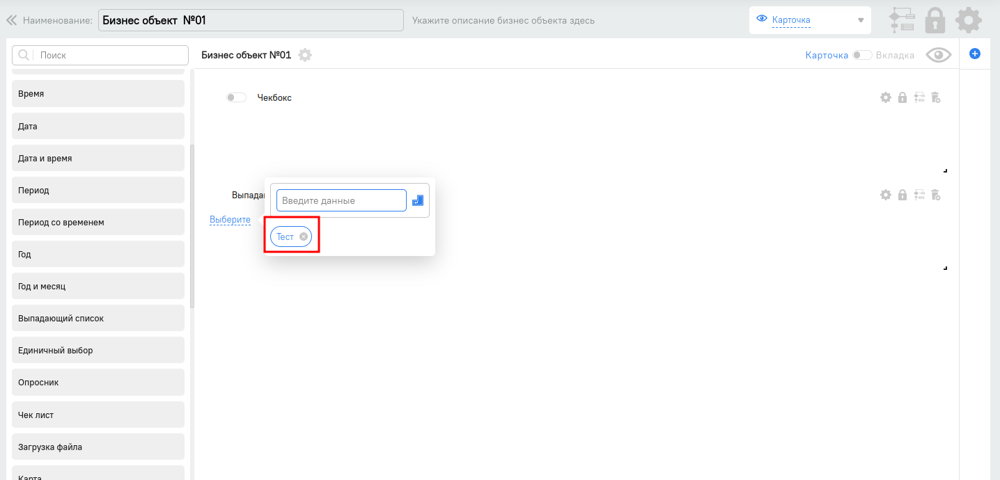 Наименование: Бизнес объект №01 Укажите описание бизнес объекта здесь Карточка
Поиск
Бизнес объект №01 Карточка Вкладка
Время
Чекбокс
Дата
Дата и время
Период
Введите данные
Период со временем
Выберите
Тест
Год
Год и месяц
Выпадающий список
Единичный выбор
Опросник
Чек лист
Загрузка файла
Карта